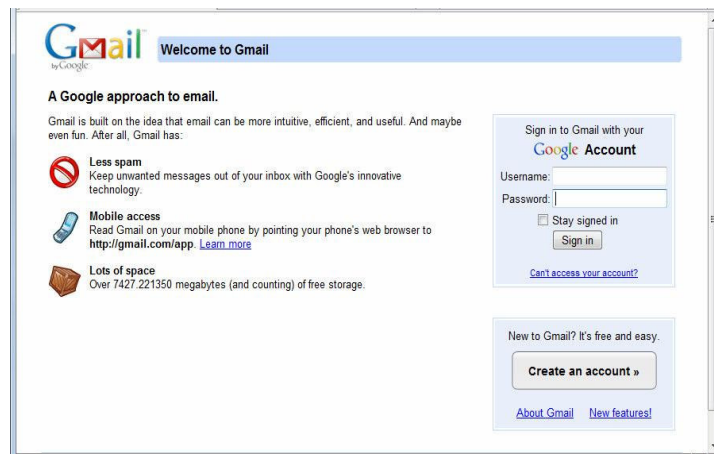 Gmail
by Google
Welcome to Gmail
A Google approach to email.
Gmail is built on the idea that email can be more intuitive, efficient, and useful. And maybe
even fun. After all, Gmail has:
Less spam
Keep unwanted messages out of your inbox with Google's innovative
technology.
Mobile access
Read Gmail on your mobile phone by pointing your phone's web browser to
http://gmail.com/app. Learn more
Lots of space
Over 7427.221350 megabytes (and counting) of free storage.
Sign in to Gmail with your
Google Account
Username:
Password:
Stay signed in
Sign in
Can't access your account?
New to Gmail? It's free and easy.
Create an account »
About Gmail New features!